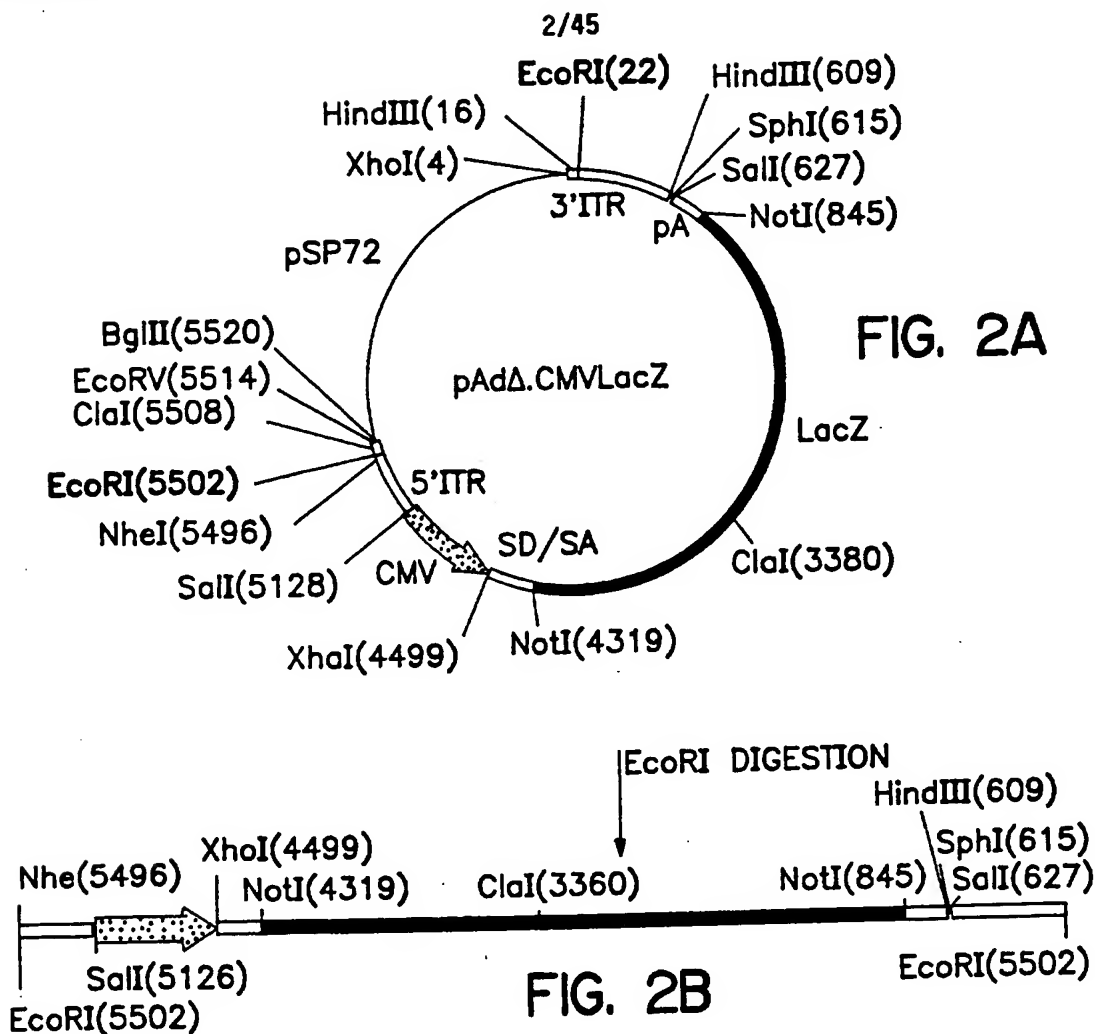 2/45
EcoRI(22)
HindIII(609)
HindIII(16)
SphI(615)
XhoI(4)
SalI(627)
3'ITR
NotI(845)
pA
pSP72
BglII(5520)
FIG. 2A
EcoRV(5514)
pAdΔ.CMVLacZ
ClaI(5508)
LacZ
EcoRI(5502)
5'ITR
NheI(5496)
SD/SA
ClaI(3380)
SalI(5128)
CMV
NotI(4319)
XhaI(4499)
EcoRI DIGESTION
HindIII(609)
XhoI(4499)
SphI(615)
Nhe(5496)
NotI(4319)
ClaI(3360)
NotI(845)
SalI(627)
SalI(5126)
EcoRI(5502)
EcoRI(5502)
FIG. 2B